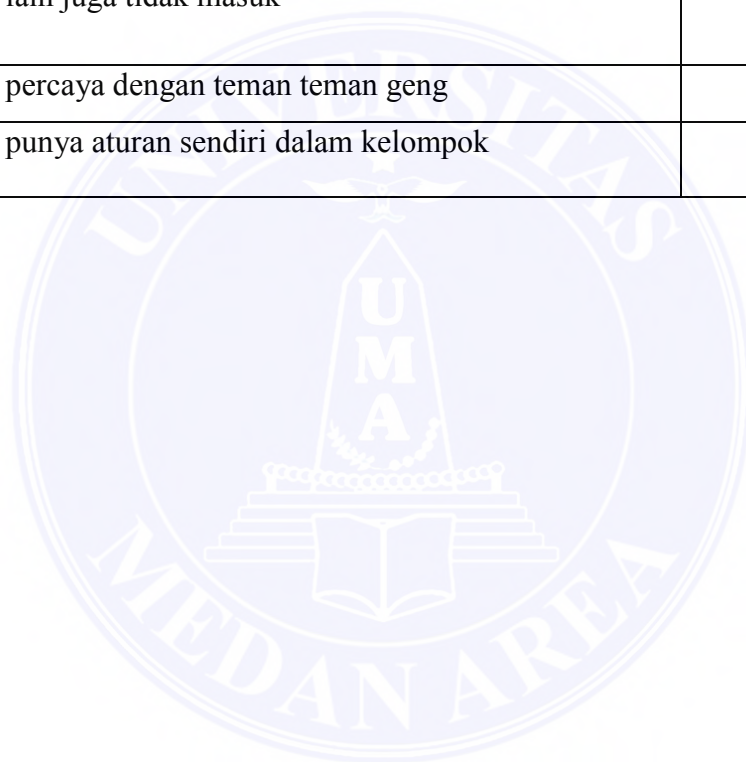 lain juga tidak masuk
percaya dengan teman teman geng
punya aturan sendiri dalam kelompok
UNIVERSITAS
U
M
A
MEDAN AREA